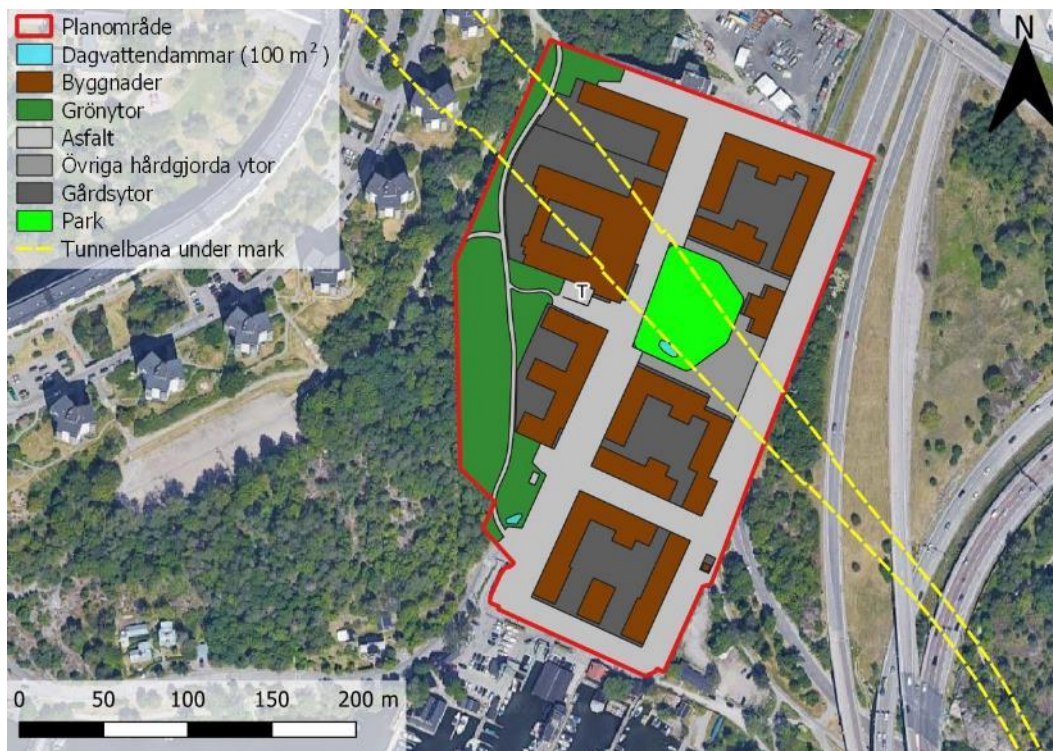 Planområde
Dagvattendammar (100 m²)
Byggnader
Grönytor
Asfalt
Övriga hårdgjorda ytor
Gårdsytor
Park
Tunnelbana under mark
N
T
0 50 100 150 200 m